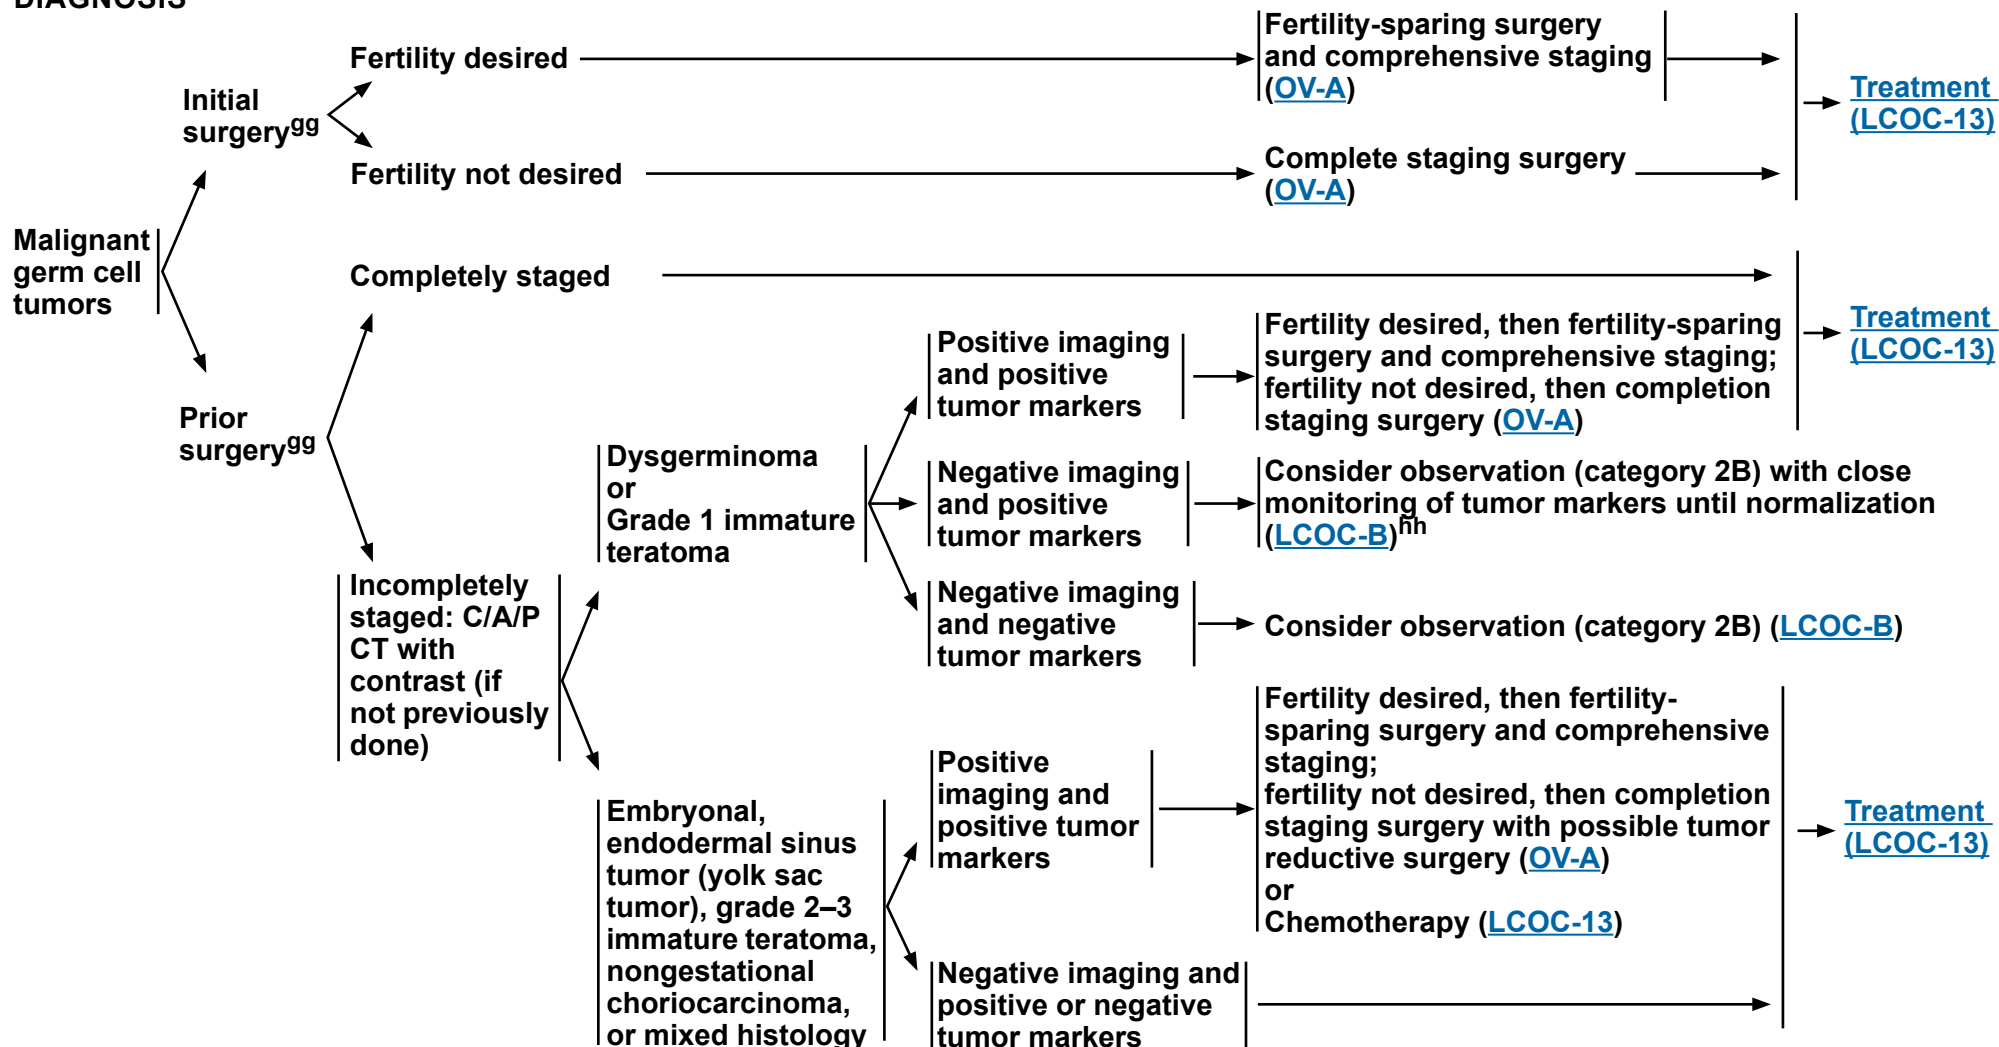 DIAGNOSIS
Malignant
germ cell
tumors
Initial
surgerygg
Fertility desired
Fertility-sparing surgery
and comprehensive staging
(OV-A)
Fertility not desired
Complete staging surgery
(OV-A)
Treatment
(LCOC-13)
Prior
surgerygg
Completely staged
Treatment
(LCOC-13)
Incompletely
staged: C/A/P
CT with
contrast (if
not previously
done)
Dysgerminoma
or
Grade 1 immature
teratoma
Positive imaging
and positive
tumor markers
Fertility desired, then fertility-sparing
surgery and comprehensive staging;
fertility not desired, then completion
staging surgery (OV-A)
Negative imaging
and positive
tumor markers
Consider observation (category 2B) with close
monitoring of tumor markers until normalization
(LCOC-B)hh
Negative imaging
and negative
tumor markers
Consider observation (category 2B) (LCOC-B)
Embryonal,
endodermal sinus
tumor (yolk sac
tumor), grade 2–3
immature teratoma,
nongestational
choriocarcinoma,
or mixed histology
Positive
imaging and
positive tumor
markers
Fertility desired, then fertility-
sparing surgery and comprehensive
staging;
fertility not desired, then completion
staging surgery with possible tumor
reductive surgery (OV-A)
or
Chemotherapy (LCOC-13)
Negative imaging and
positive or negative
tumor markers
Treatment
(LCOC-13)